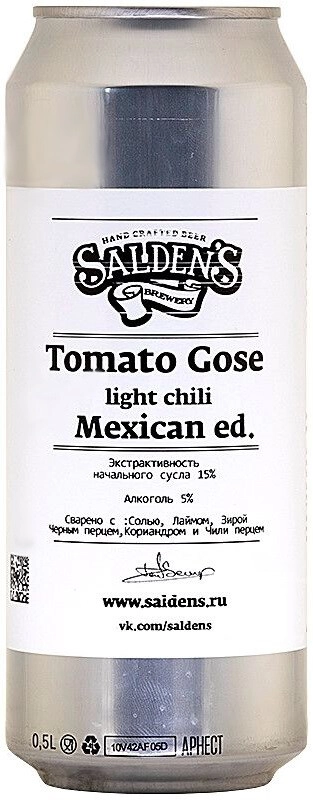 HAND CRAFTED BEER
SALDEN'S
BREWERY
Tomato Gose
light chili
Mexican ed.
Экстрактивность
начального сусла 15%
Алкоголь 5%
Сварено с :Солью, Лаймом, Зирой
Черным перцем,Кориандром и Чили перцем
www.saldens.ru
vk.com/saldens
0,5L 10V42AF05D АРНЕСТ